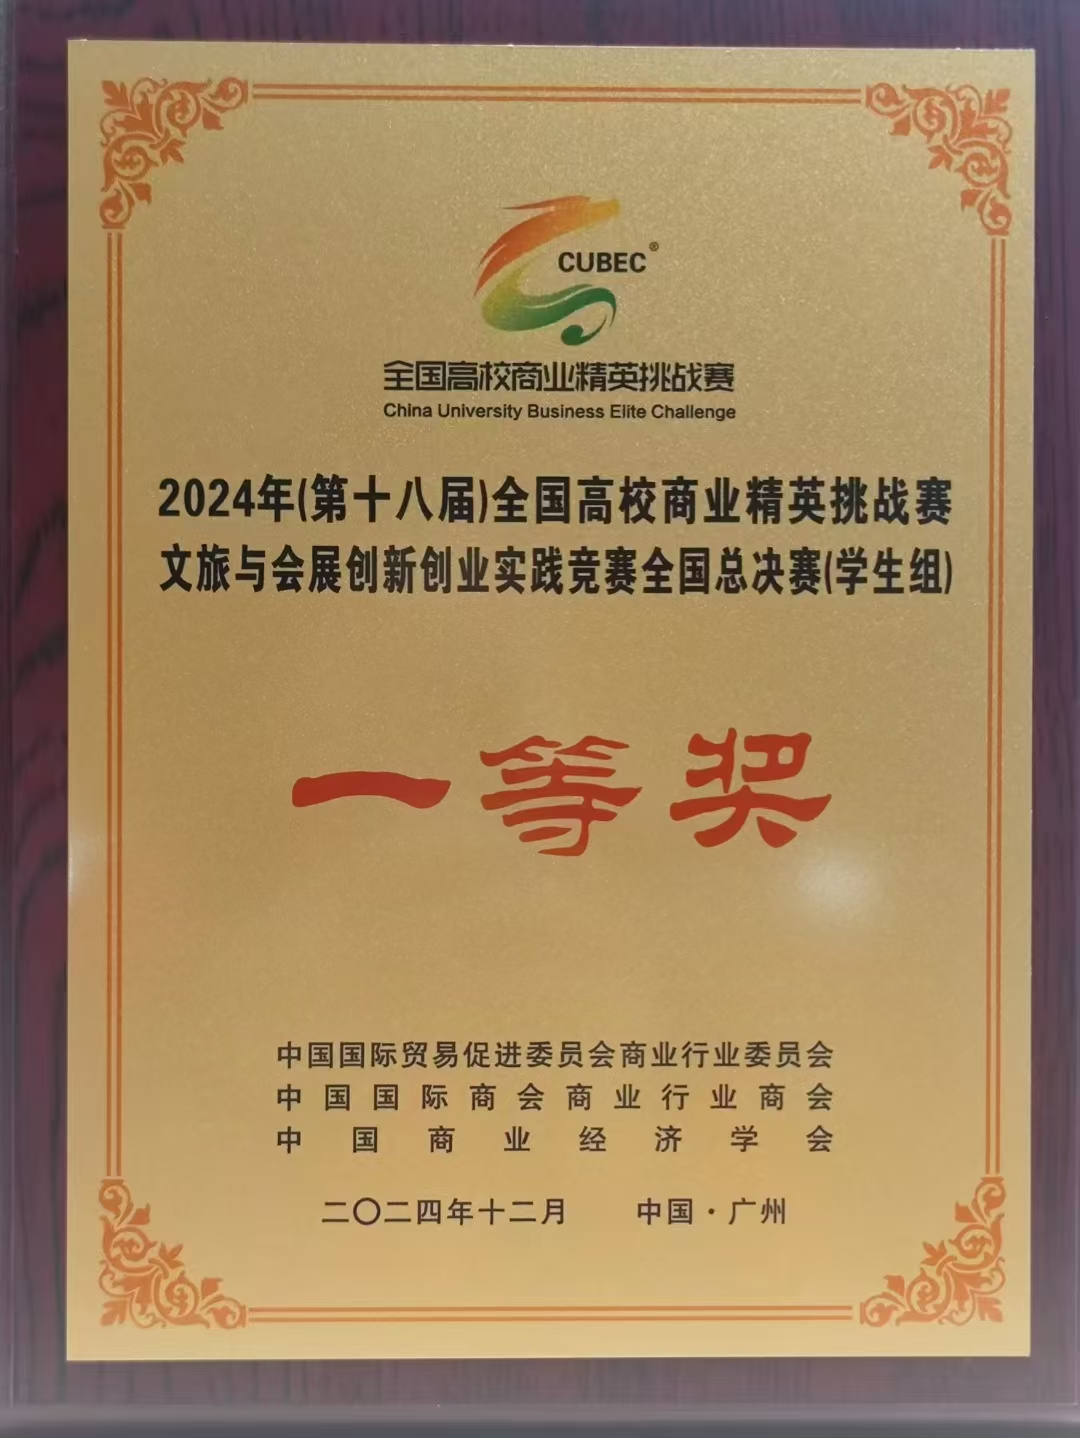 CUBEC®
全国高校商业精英挑战赛
China University Business Elite Challenge
2024年(第十八届)全国高校商业精英挑战赛
文旅与会展创新创业实践竞赛全国总决赛(学生组)
一等奖
中国国际贸易促进委员会商业行业委员会
中国国际商会商业行业商会
中国商业经济学会
二〇二四年十二月 中国·广州